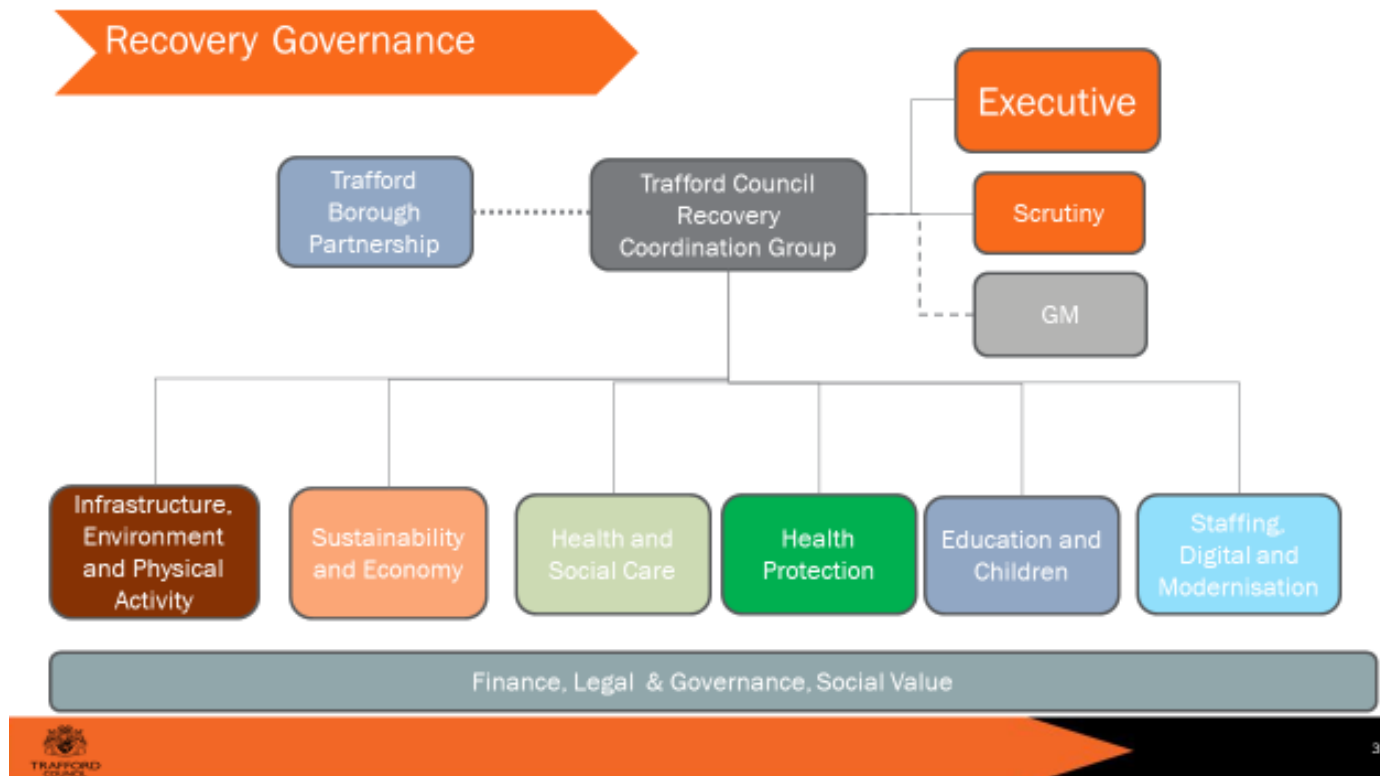 Recovery Governance
Executive
Trafford
Borough
Partnership
Trafford Council
Recovery
Coordination Group
Scrutiny
GM
Infrastructure,
Environment
and Physical
Activity
Sustainability
and Economy
Health and
Social Care
Health
Protection
Education and
Children
Staffing,
Digital and
Modernisation
Finance, Legal & Governance, Social Value
TRAFFORD
COUNCIL
3